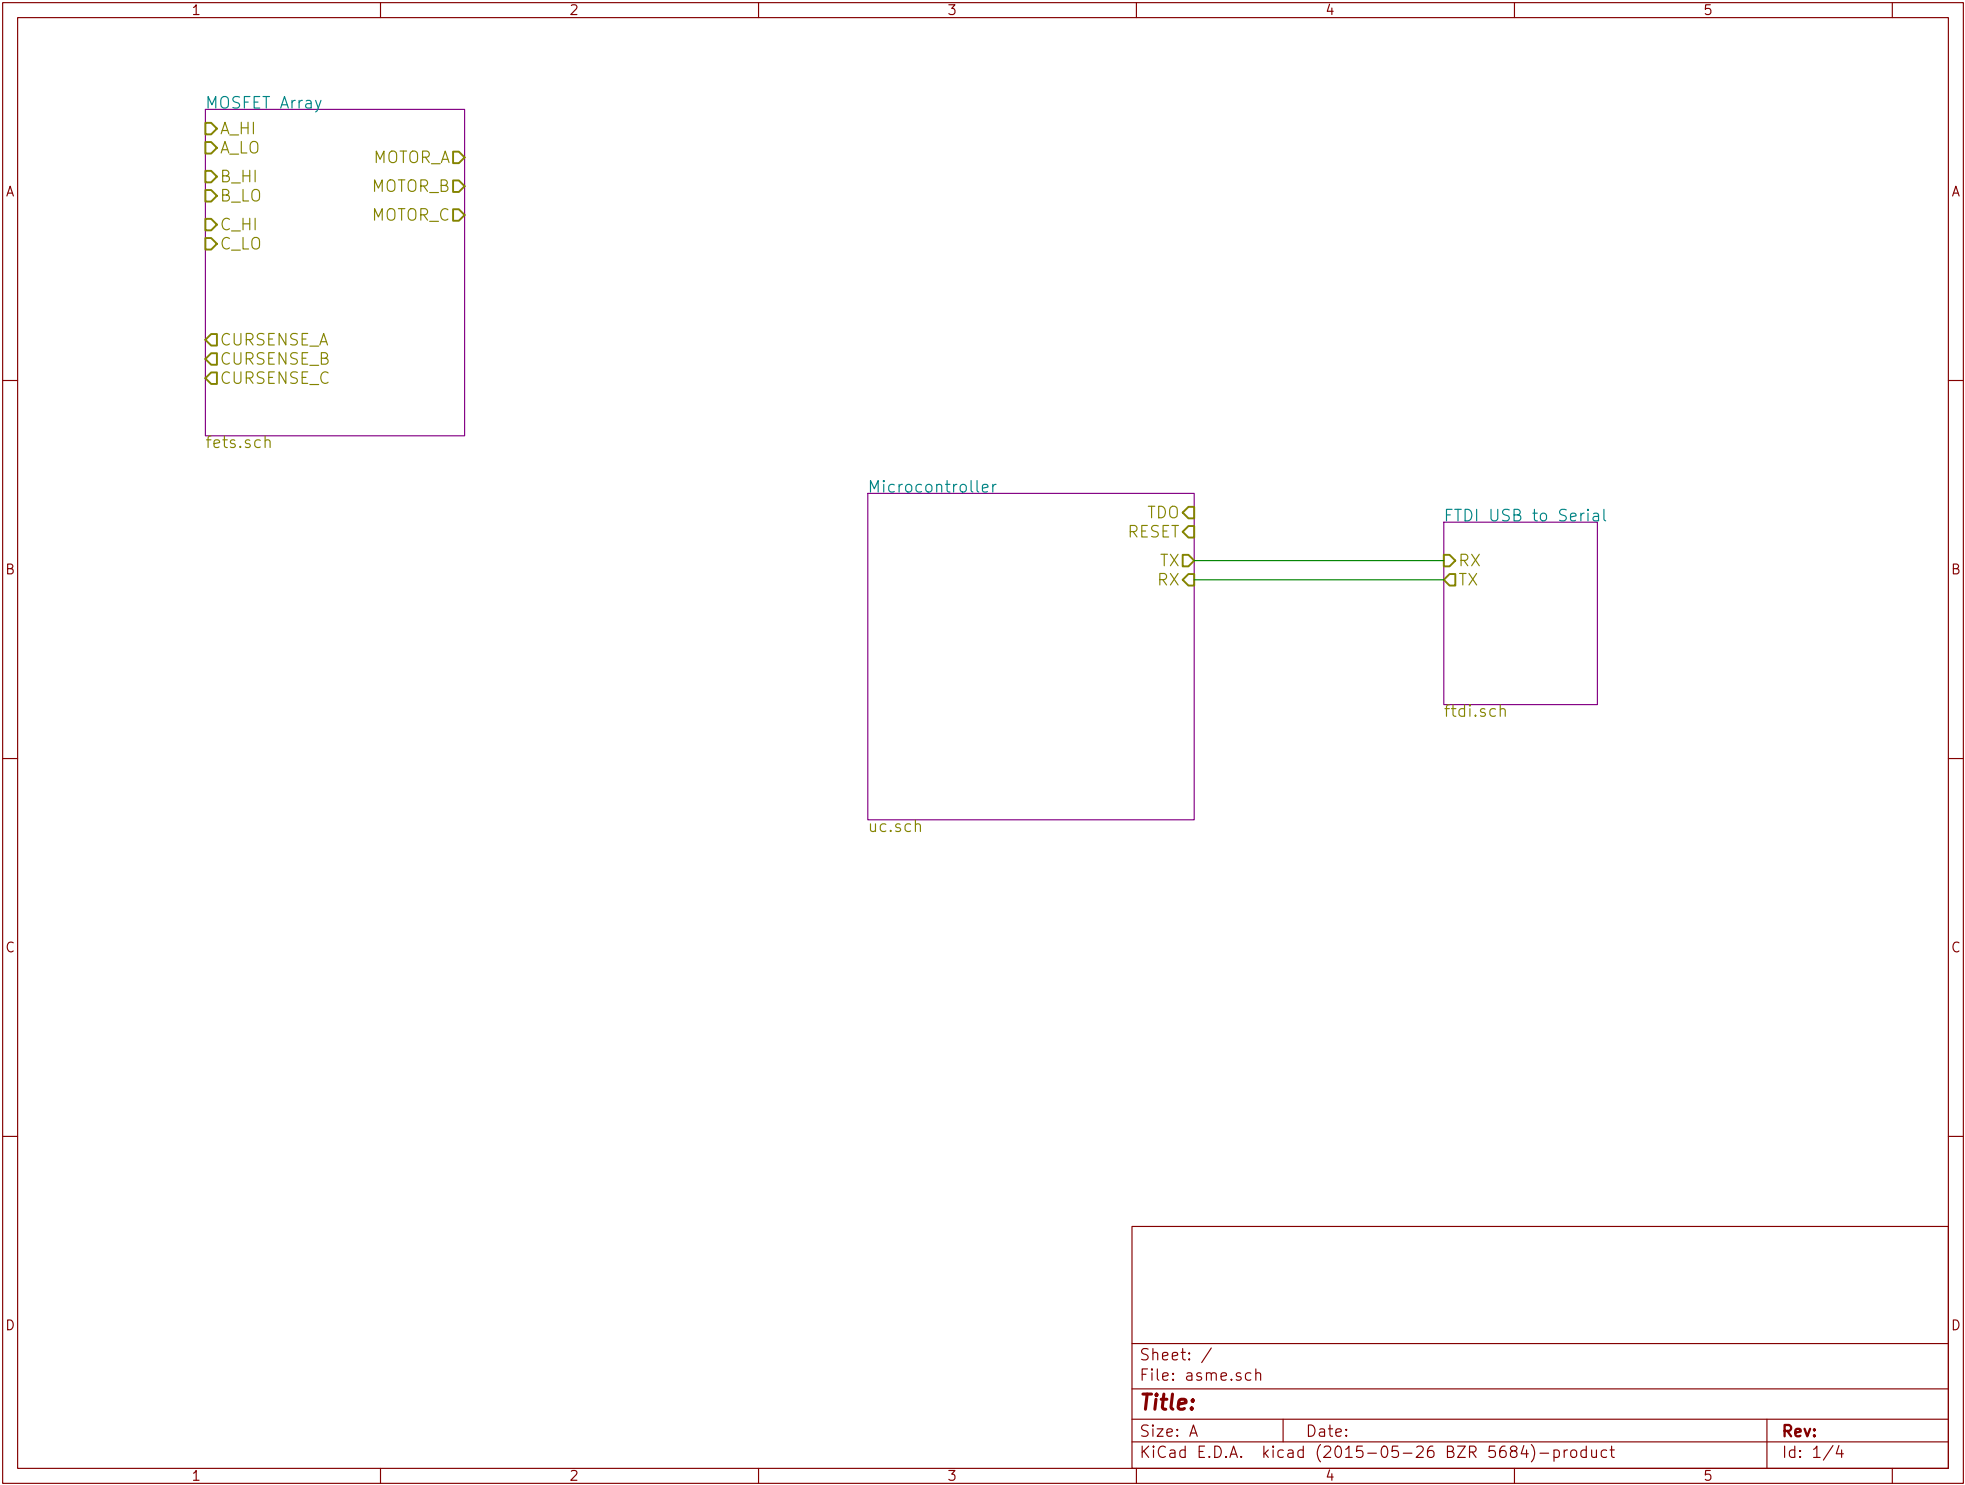 1 2 3 4 5
MOSFET Array
A_HI
A_LO
MOTOR_A
B_HI
MOTOR_B
A A
B_LO
MOTOR_C
C_HI
C_LO
CURSENSE_A
CURSENSE_B
CURSENSE_C
fets.sch
Microcontroller
TDO
FTDI USB to Serial
RESET
TX RX
B B
RX TX
ftdi.sch
uc.sch
C C
D D
Sheet: /
File: asme.sch
Title:
Size: A Date: Rev:
KiCad E.D.A. kicad (2015-05-26 BZR 5684)-product Id: 1/4
1 2 3 4 5